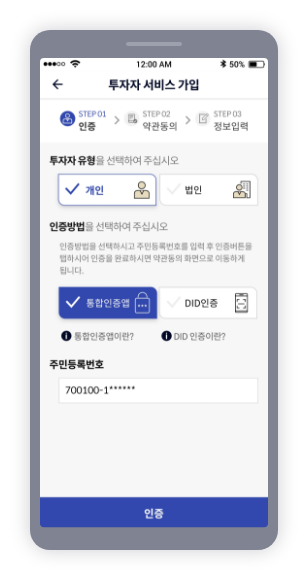 12:00 AM
50%
투자자 서비스 가입
STEP 01
인증
STEP 02
약관동의
STEP 03
정보입력
투자자 유형을 선택하여 주십시오
개인
법인
인증방법을 선택하여 주십시오
인증방법을 선택하시고 주민등록번호를 입력 후 인증버튼을
탭하시어 인증을 완료하시면 약관동의 화면으로 이동하게
됩니다.
통합인증앱
DID인증
통합인증앱이란?
DID 인증이란?
주민등록번호
700100-1******
인증